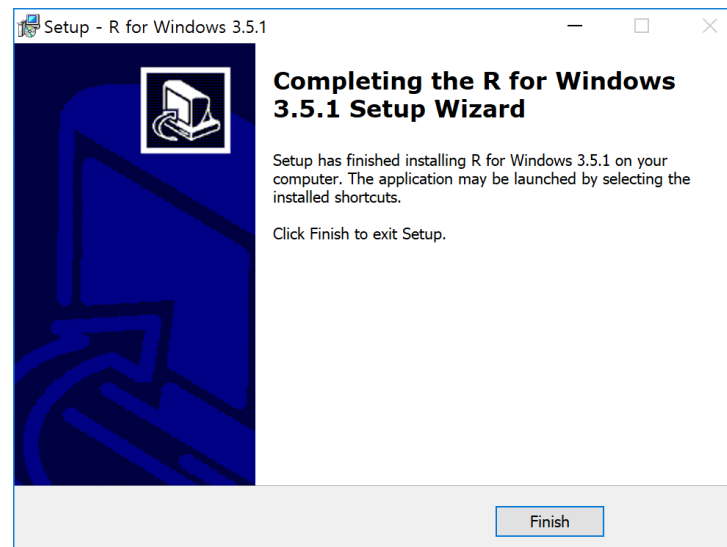 Setup - R for Windows 3.5.1
Completing the R for Windows
3.5.1 Setup Wizard
Setup has finished installing R for Windows 3.5.1 on your
computer. The application may be launched by selecting the
installed shortcuts.
Click Finish to exit Setup.
Finish